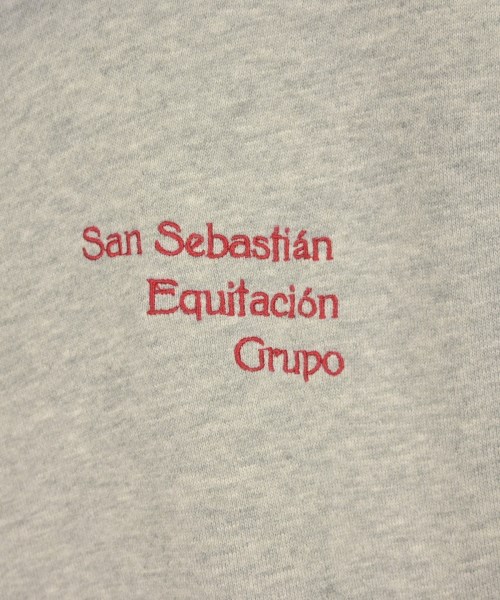 San Sebastián
Equitación
Grupo